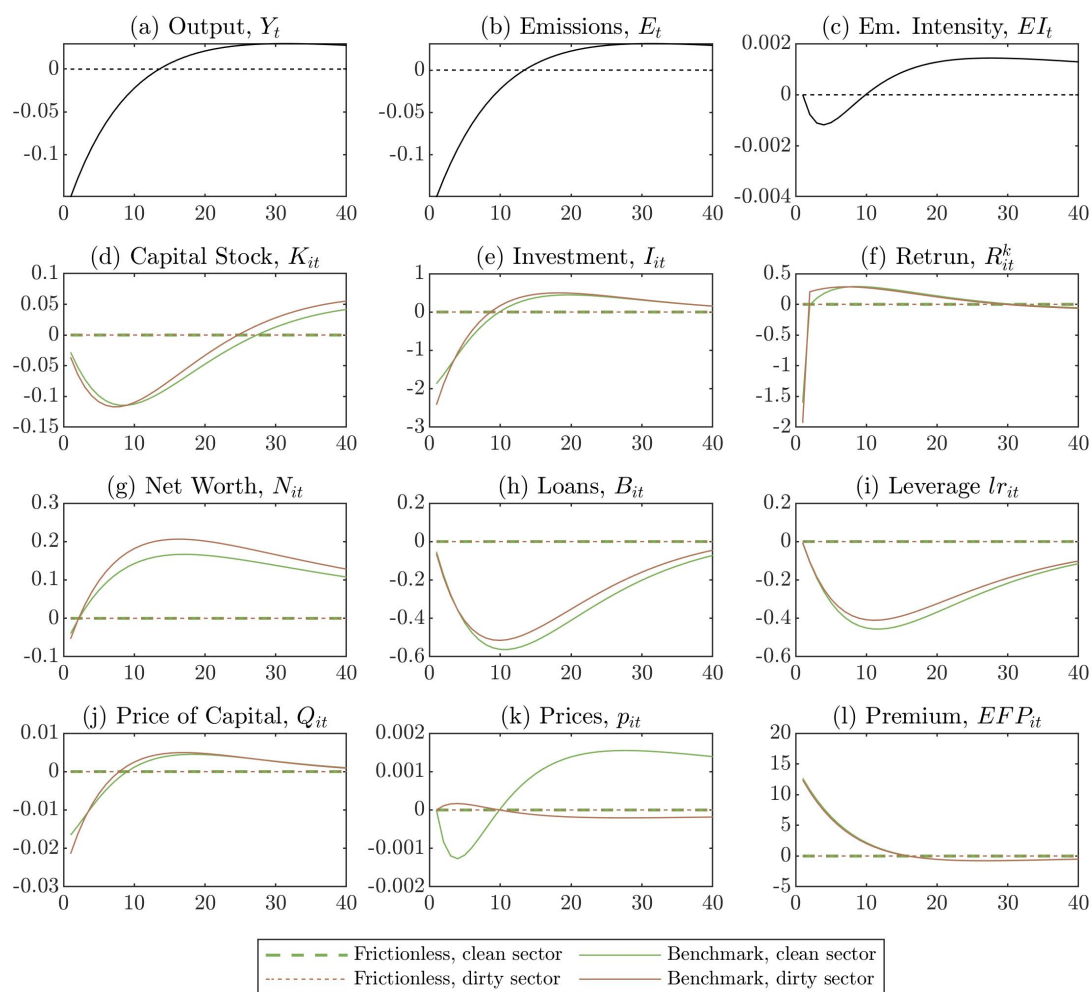 (a) Output, Y_t
(b) Emissions, E_t
(c) Em. Intensity, EI_t
0
-0.05
-0.1
0 10 20 30 40
0
-0.05
-0.1
0 10 20 30 40
0.002
0
-0.002
-0.004
0 10 20 30 40
(d) Capital Stock, K_it
(e) Investment, I_it
(f) Retrun, R^k_it
0.1
0.05
0
-0.05
-0.1
-0.15
0 10 20 30 40
1
0
-1
-2
-3
0 10 20 30 40
0.5
0
-0.5
-1
-1.5
-2
0 10 20 30 40
(g) Net Worth, N_it
(h) Loans, B_it
(i) Leverage lr_it
0.3
0.2
0.1
0
-0.1
0 10 20 30 40
0.2
0
-0.2
-0.4
-0.6
0 10 20 30 40
0.2
0
-0.2
-0.4
-0.6
0 10 20 30 40
(j) Price of Capital, Q_it
(k) Prices, p_it
(l) Premium, EFP_it
0.01
0
-0.01
-0.02
-0.03
0 10 20 30 40
0.002
0.001
0
-0.001
-0.002
0 10 20 30 40
20
15
10
5
0
-5
0 10 20 30 40
Frictionless, clean sector
Benchmark, clean sector
Frictionless, dirty sector
Benchmark, dirty sector